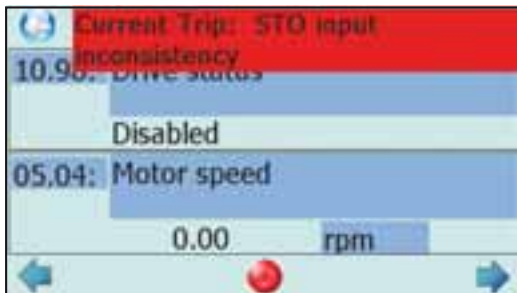 Current Trip: STO input
inconsistency
10.98: Drive status
Disabled
05.04: Motor speed
0.00 rpm